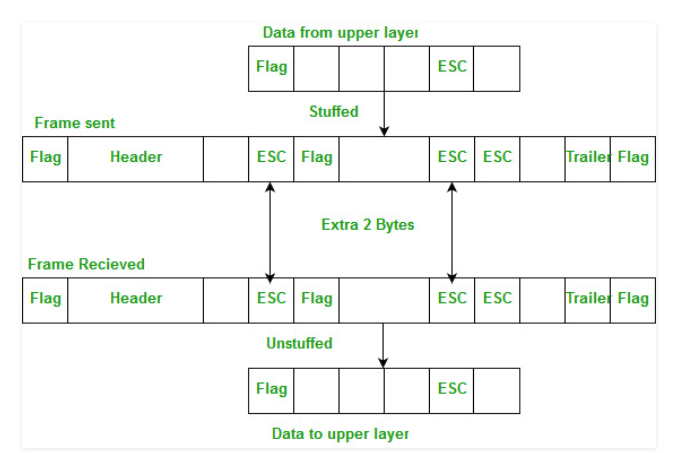 Data from upper layer
Flag ESC
Stuffed
Frame sent
Flag Header ESC Flag ESC ESC Trailer Flag
Extra 2 Bytes
Frame Recieved
Flag Header ESC Flag ESC ESC Trailer Flag
Unstuffed
Flag ESC
Data to upper layer